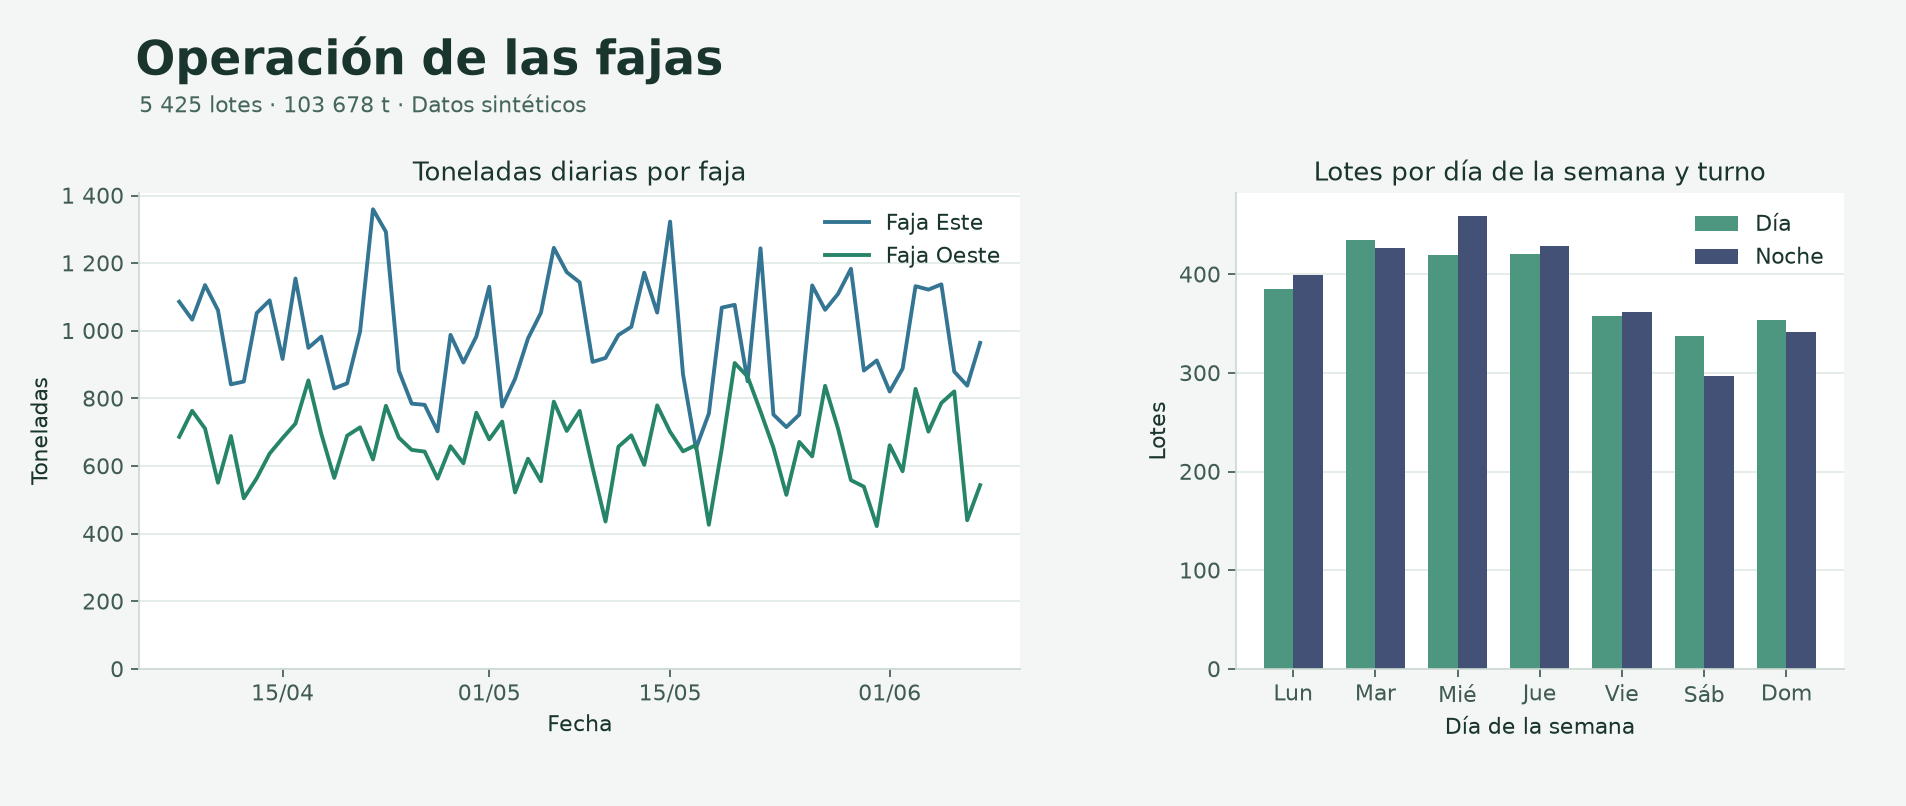 Operación de las fajas
5 425 lotes · 103 678 t · Datos sintéticos
Toneladas diarias por faja
Toneladas
1 400
1 200
1 000
800
600
400
200
0
Faja Este
Faja Oeste
15/04
01/05
15/05
01/06
Fecha
Lotes por día de la semana y turno
Lotes
400
300
200
100
0
Día
Noche
Lun
Mar
Mié
Jue
Vie
Sáb
Dom
Día de la semana